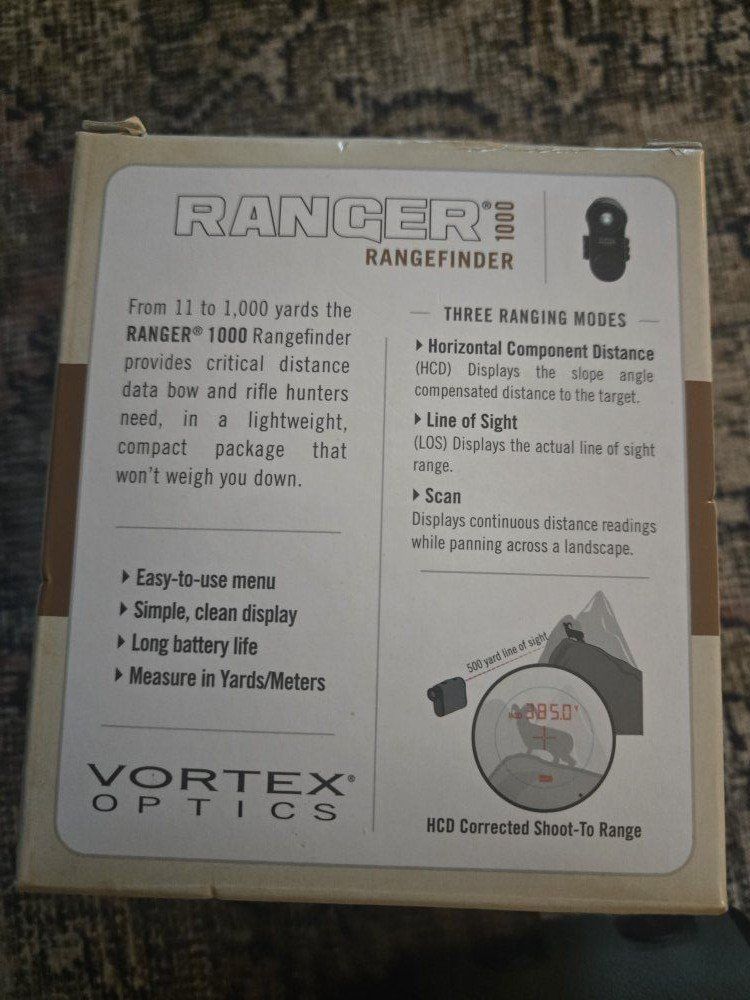 RANGER® 1000
RANGEFINDER
From 11 to 1,000 yards the
RANGER® 1000 Rangefinder
provides critical distance
data bow and rifle hunters
need, in a lightweight,
compact package that
won't weigh you down.
▸ Easy-to-use menu
▸ Simple, clean display
▸ Long battery life
▸ Measure in Yards/Meters
VORTEX®
OPTICS
THREE RANGING MODES
▸ Horizontal Component Distance
(HCD) Displays the slope angle
compensated distance to the target.
▸ Line of Sight
(LOS) Displays the actual line of sight
range.
▸ Scan
Displays continuous distance readings
while panning across a landscape.
500 yard line of sight
HCD 385.0Y
HCD Corrected Shoot-To Range